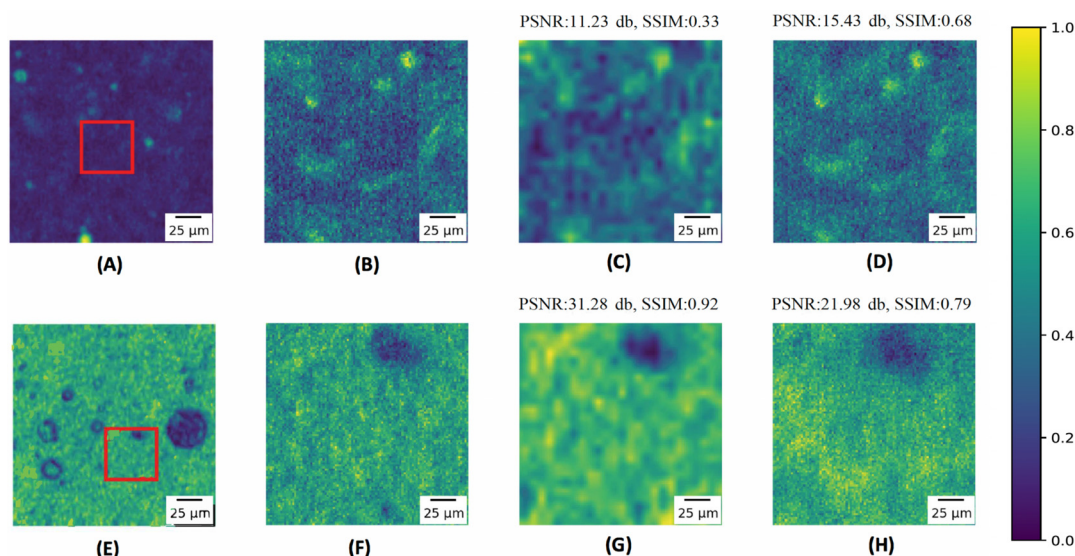 PSNR:11.23 db, SSIM:0.33
PSNR:15.43 db, SSIM:0.68
25 μm
25 μm
25 μm
25 μm
(A)
(B)
(C)
(D)
PSNR:31.28 db, SSIM:0.92
PSNR:21.98 db, SSIM:0.79
25 μm
25 μm
25 μm
25 μm
(E)
(F)
(G)
(H)
1.0
0.8
0.6
0.4
0.2
0.0